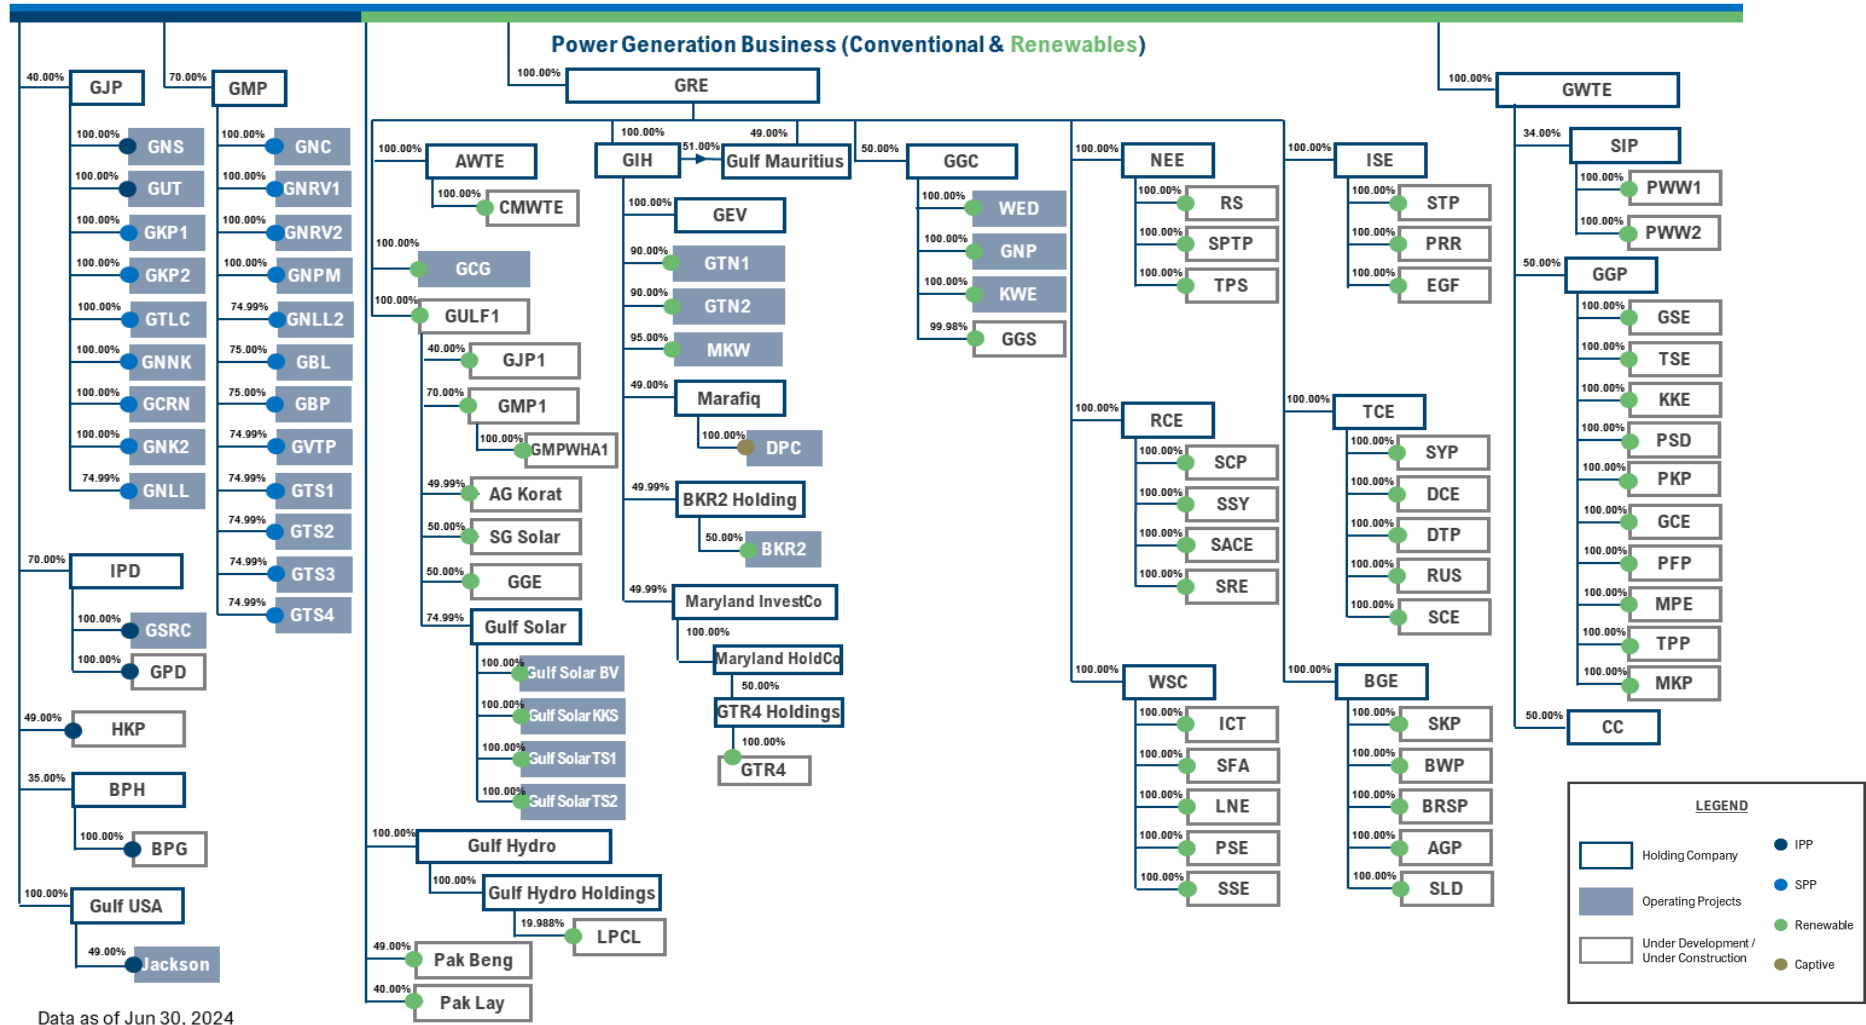 Power Generation Business (Conventional & Renewables)
40.00%
GJP
100.00%
GNS
100.00%
GUT
100.00%
GKP1
100.00%
GKP2
100.00%
GTLC
100.00%
GNNK
100.00%
GCRN
100.00%
GNK2
74.99%
GNLL
70.00%
IPD
100.00%
GSRC
100.00%
GPD
49.00%
HKP
35.00%
BPH
100.00%
BPG
100.00%
Gulf USA
49.00%
Jackson
70.00%
GMP
100.00%
GNC
100.00%
GNRV1
100.00%
GNRV2
100.00%
GNPM
74.99%
GNLL2
75.00%
GBL
75.00%
GBP
74.99%
GVTP
74.99%
GTS1
74.99%
GTS2
74.99%
GTS3
74.99%
GTS4
100.00%
GRE
100.00%
AWTE
100.00%
CMWTE
100.00%
GCG
100.00%
GULF1
40.00%
GJP1
70.00%
GMP1
100.00%
GMPWHA1
49.99%
AG Korat
50.00%
SG Solar
50.00%
GGE
74.99%
Gulf Solar
100.00%
Gulf Solar BV
100.00%
Gulf Solar KKS
100.00%
Gulf Solar TS1
100.00%
Gulf Solar TS2
100.00%
Gulf Hydro
100.00%
Gulf Hydro Holdings
19.988%
LPCL
49.00%
Pak Beng
40.00%
Pak Lay
100.00%
GIH
51.00%
49.00%
Gulf Mauritius
100.00%
GEV
90.00%
GTN1
90.00%
GTN2
95.00%
MKW
49.00%
Marafiq
100.00%
DPC
49.99%
BKR2 Holding
50.00%
BKR2
49.99%
Maryland InvestCo
100.00%
Maryland HoldCo
50.00%
GTR4 Holdings
100.00%
GTR4
50.00%
GGC
100.00%
WED
100.00%
GNP
100.00%
KWE
99.98%
GGS
100.00%
NEE
100.00%
RS
100.00%
SPTP
100.00%
TPS
100.00%
RCE
100.00%
SCP
100.00%
SSY
100.00%
SACE
100.00%
SRE
100.00%
WSC
100.00%
ICT
100.00%
SFA
100.00%
LNE
100.00%
PSE
100.00%
SSE
100.00%
ISE
100.00%
STP
100.00%
PRR
100.00%
EGF
100.00%
TCE
100.00%
SYP
100.00%
DCE
100.00%
DTP
100.00%
RUS
100.00%
SCE
100.00%
BGE
100.00%
SKP
100.00%
BWP
100.00%
BRSP
100.00%
AGP
100.00%
SLD
100.00%
GWTE
34.00%
SIP
100.00%
PWW1
100.00%
PWW2
50.00%
GGP
100.00%
GSE
100.00%
TSE
100.00%
KKE
100.00%
PSD
100.00%
PKP
100.00%
GCE
100.00%
PFP
100.00%
MPE
100.00%
TPP
100.00%
MKP
50.00%
CC
LEGEND
Holding Company
Operating Projects
Under Development /
Under Construction
IPP
SPP
Renewable
Captive
Data as of Jun 30, 2024